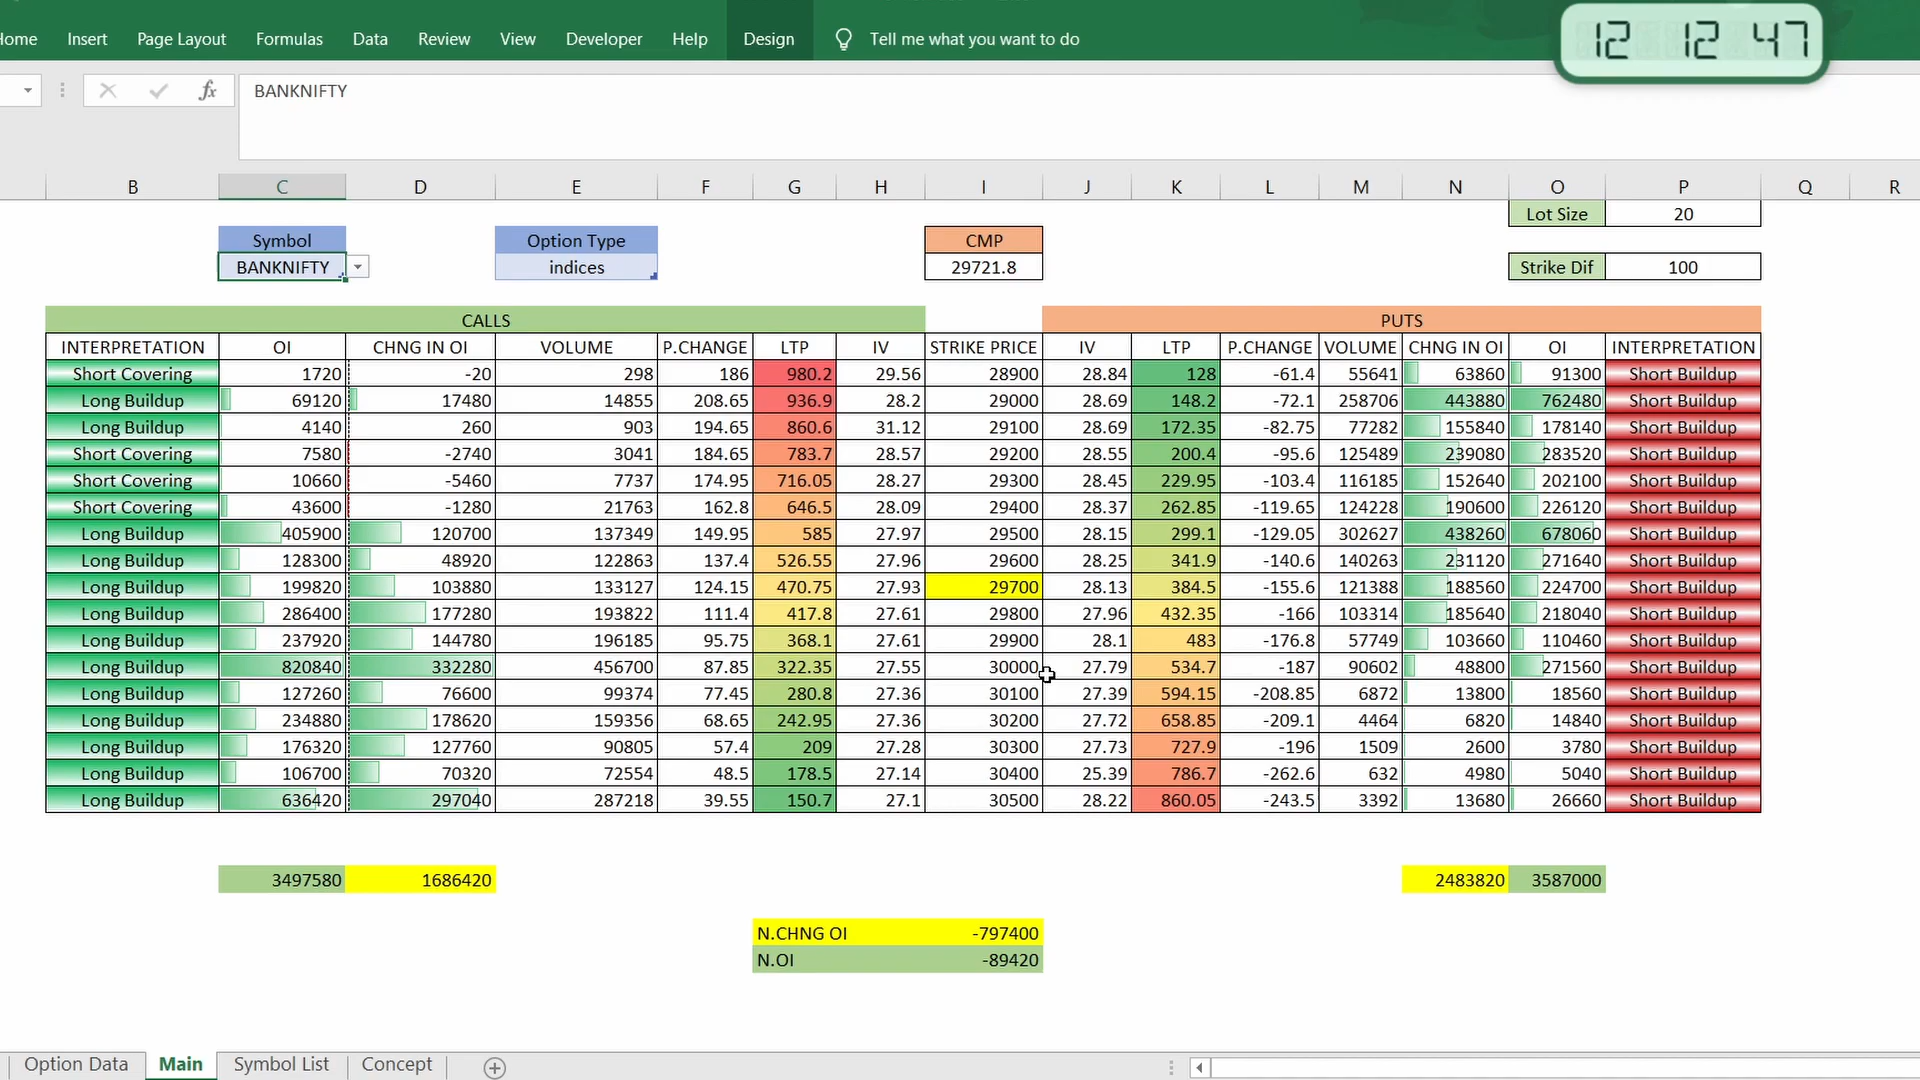 Home Insert Page Layout Formulas Data Review View Developer Help Design Tell me what you want to do
12 12 47
fx BANKNIFTY
B C D E F G H I J K L M N O P Q R
Lot Size 20
Symbol Option Type CMP
BANKNIFTY indices 29721.8 Strike Dif 100
CALLS PUTS
INTERPRETATION OI CHNG IN OI VOLUME P.CHANGE LTP IV STRIKE PRICE IV LTP P.CHANGE VOLUME CHNG IN OI OI INTERPRETATION
Short Covering 1720 -20 298 186 980.2 29.56 28900 28.84 128 -61.4 55641 63860 91300 Short Buildup
Long Buildup 69120 17480 14855 208.65 936.9 28.2 29000 28.69 148.2 -72.1 258706 443880 762480 Short Buildup
Long Buildup 4140 260 903 194.65 860.6 31.12 29100 28.69 172.35 -82.75 77282 155840 178140 Short Buildup
Short Covering 7580 -2740 3041 184.65 783.7 28.57 29200 28.55 200.4 -95.6 125489 239080 283520 Short Buildup
Short Covering 10660 -5460 7737 174.95 716.05 28.27 29300 28.45 229.95 -103.4 116185 152640 202100 Short Buildup
Short Covering 43600 -1280 21763 162.8 646.5 28.09 29400 28.37 262.85 -119.65 124228 190600 226120 Short Buildup
Long Buildup 405900 120700 137349 149.95 585 27.97 29500 28.15 299.1 -129.05 302627 438260 678060 Short Buildup
Long Buildup 128300 48920 122863 137.4 526.55 27.96 29600 28.25 341.9 -140.6 140263 231120 271640 Short Buildup
Long Buildup 199820 103880 133127 124.15 470.75 27.93 29700 28.13 384.5 -155.6 121388 188560 224700 Short Buildup
Long Buildup 286400 177280 193822 111.4 417.8 27.61 29800 27.96 432.35 -166 103314 185640 218040 Short Buildup
Long Buildup 237920 144780 196185 95.75 368.1 27.61 29900 28.1 483 -176.8 57749 103660 110460 Short Buildup
Long Buildup 820840 332280 456700 87.85 322.35 27.55 30000 27.79 534.7 -187 90602 48800 271560 Short Buildup
Long Buildup 127260 76600 99374 77.45 280.8 27.36 30100 27.39 594.15 -208.85 6872 13800 18560 Short Buildup
Long Buildup 234880 178620 159356 68.65 242.95 27.36 30200 27.72 658.85 -209.1 4464 6820 14840 Short Buildup
Long Buildup 176320 127760 90805 57.4 209 27.28 30300 27.73 727.9 -196 1509 2600 3780 Short Buildup
Long Buildup 106700 70320 72554 48.5 178.5 27.14 30400 25.39 786.7 -262.6 632 4980 5040 Short Buildup
Long Buildup 636420 297040 287218 39.55 150.7 27.1 30500 28.22 860.05 -243.5 3392 13680 26660 Short Buildup
3497580 1686420 2483820 3587000
N.CHNG OI -797400
N.OI -89420
Option Data Main Symbol List Concept